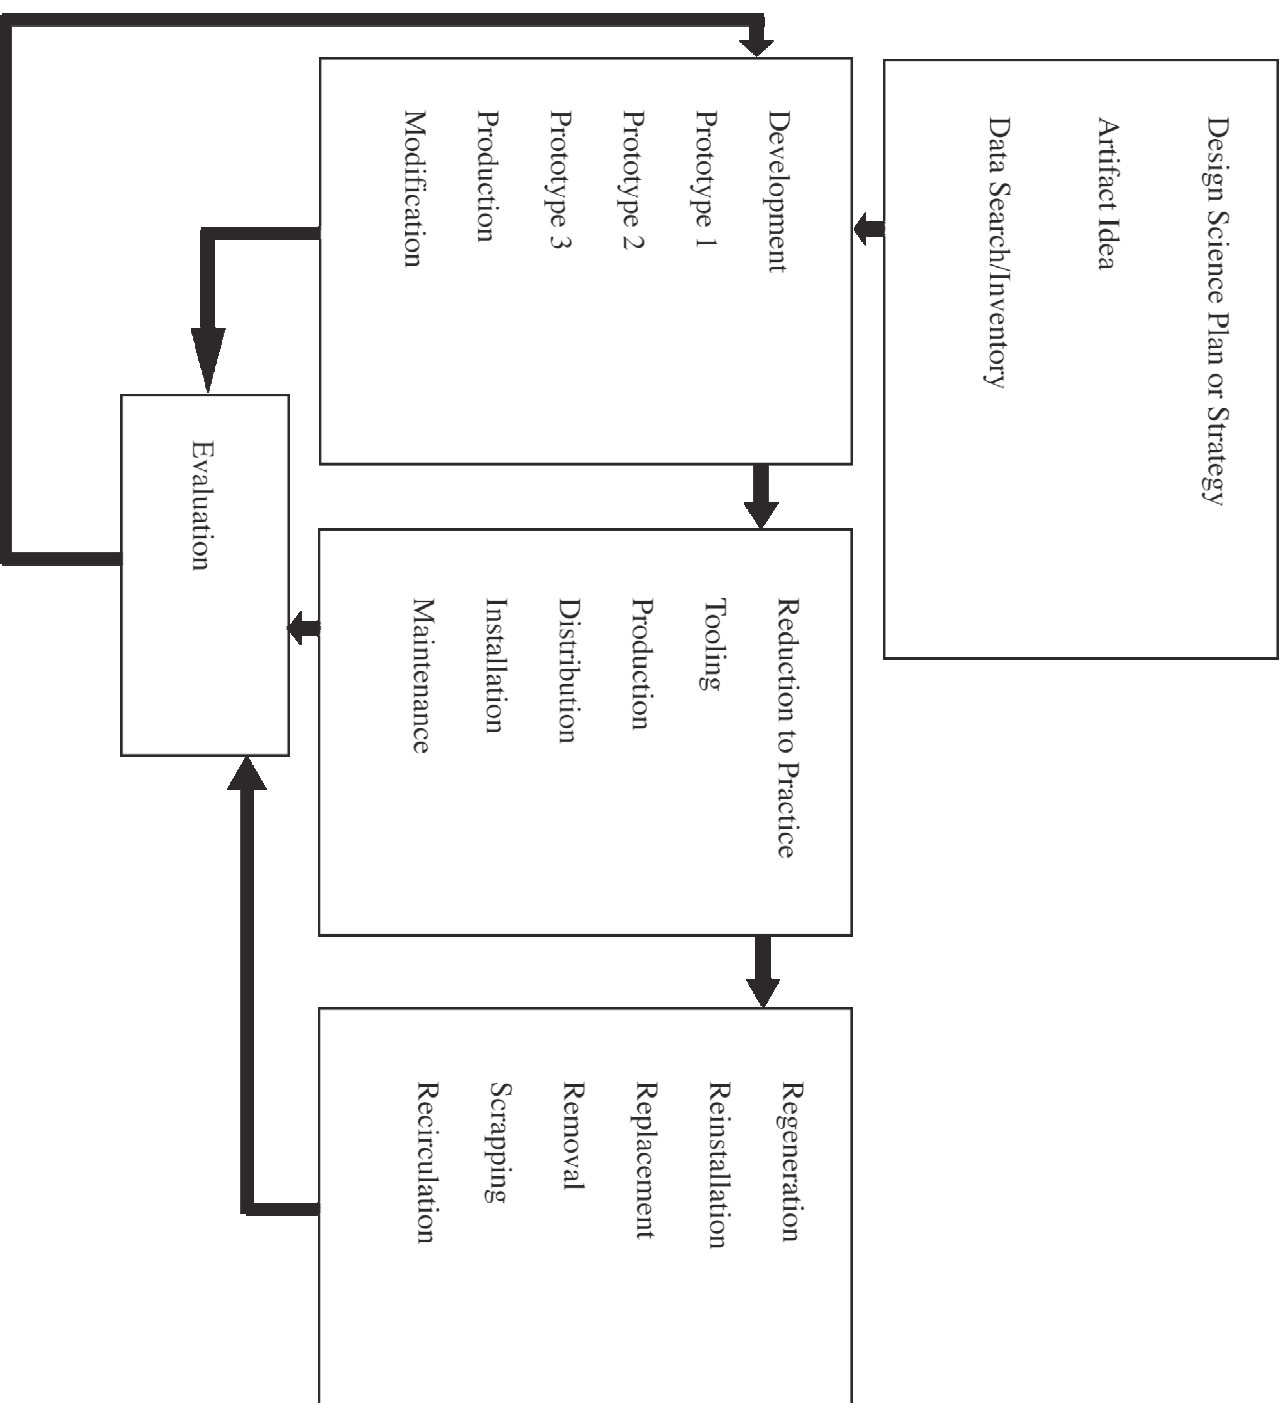 Design Science Plan or Strategy
Artifact Idea
Data Search/Inventory
Development
Prototype 1
Prototype 2
Prototype 3
Production
Modification
Reduction to Practice
Tooling
Production
Distribution
Installation
Maintenance
Regeneration
Reinstallation
Replacement
Removal
Scrapping
Recirculation
Evaluation